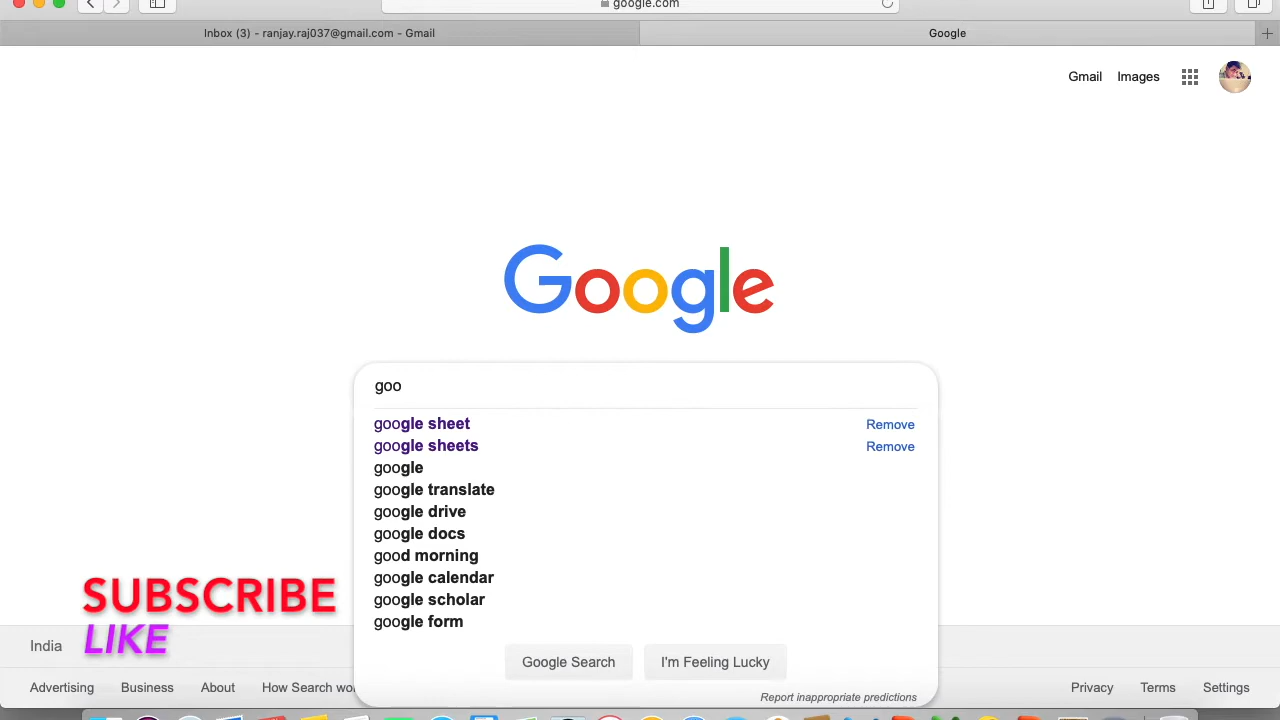 google.com
Inbox (3) - ranjay.raj037@gmail.com - Gmail
Google
Gmail
Images
Google
goo
google sheet
Remove
google sheets
Remove
google
google translate
google drive
google docs
good morning
google calendar
google scholar
google form
Google Search
I'm Feeling Lucky
Report inappropriate predictions
SUBSCRIBE
LIKE
India
Advertising
Business
About
How Search
Privacy
Terms
Settings